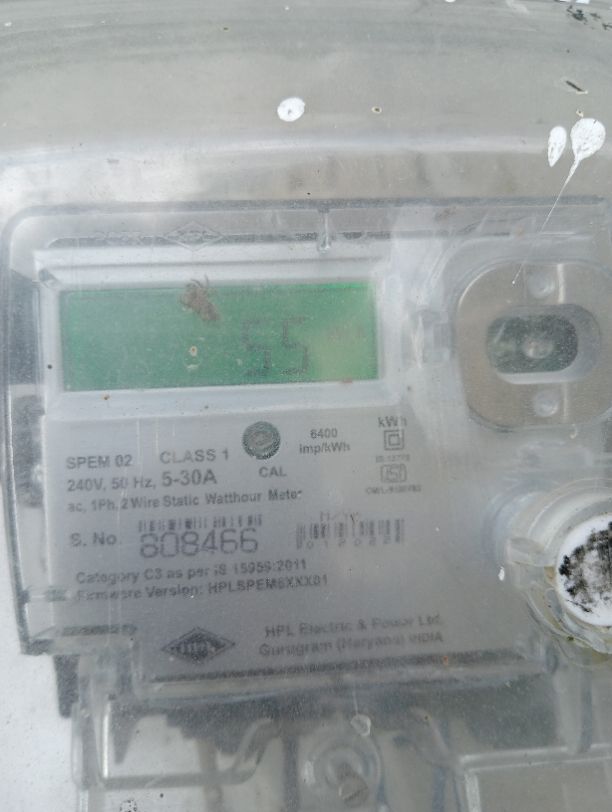 55
SPEM 02 CLASS 1
CAL
6400
imp/kWh
kWh
240V, 50 Hz, 5-30A
ac, 1Ph, 2 Wire Static Watthour Meter
S. No. 808466
Category C3 as per IS 15959:2011
Firmware Version:
HPL Electric & Power Ltd.
Gurugram (Haryana) INDIA